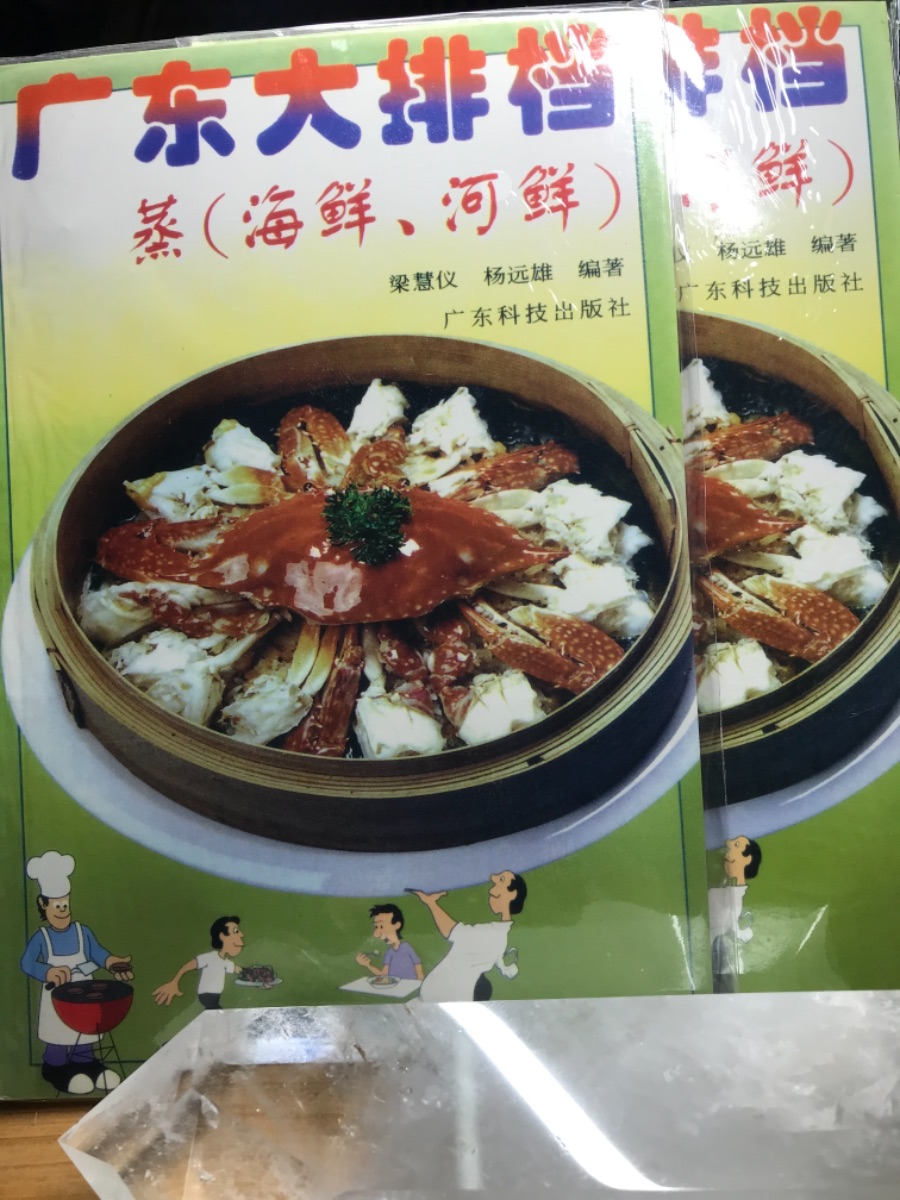 广东大排档
蒸(海鲜、河鲜)
梁慧仪 杨远雄 编著
广东科技出版社
排档
鲜)
杨远雄 编著
广东科技出版社